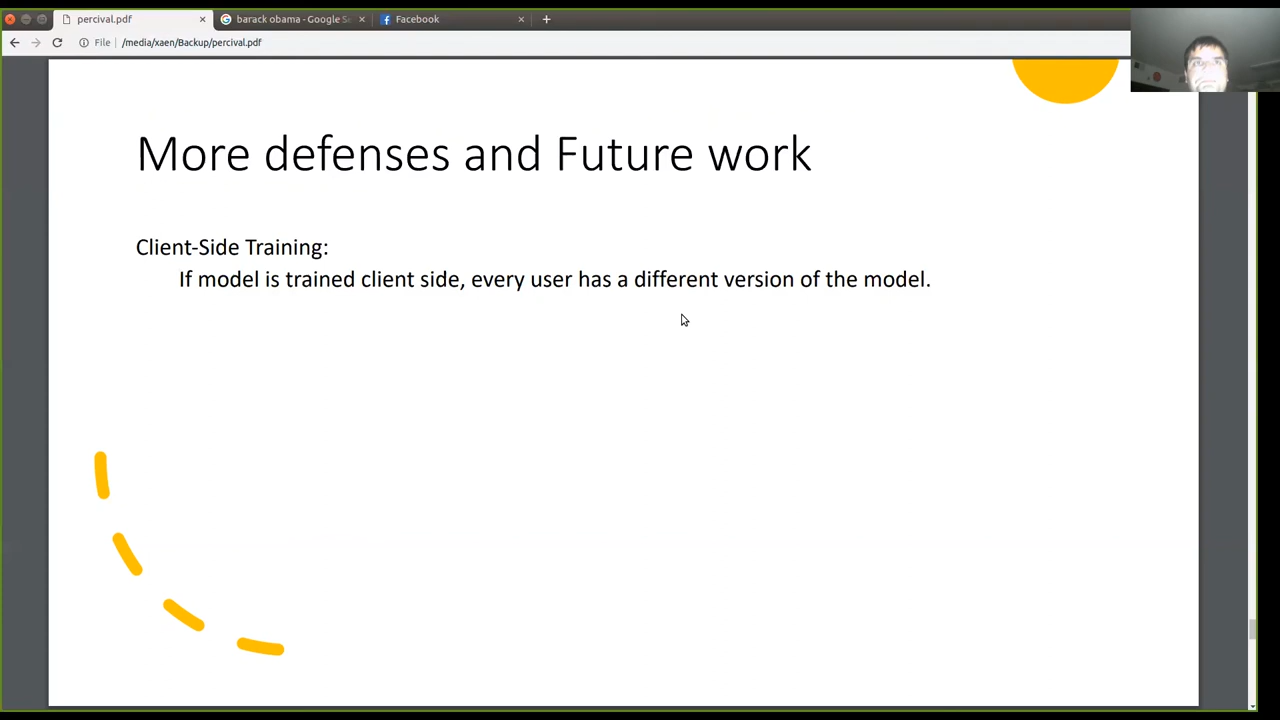 percival.pdf
barack obama - Google Se
Facebook
File
/media/xaen/Backup/percival.pdf
More defenses and Future work
Client-Side Training:
If model is trained client side, every user has a different version of the model.